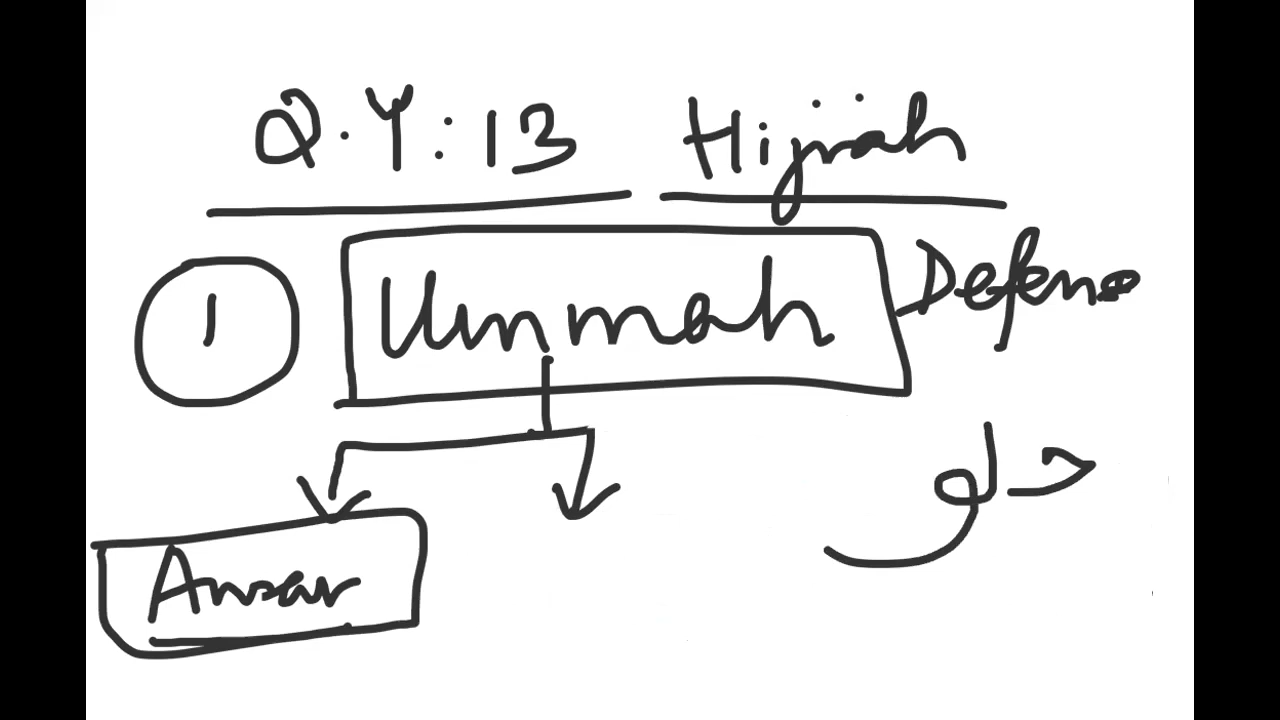 Q.Y:13 Hijrah
1 Ummah Defense
حلو
Ansar